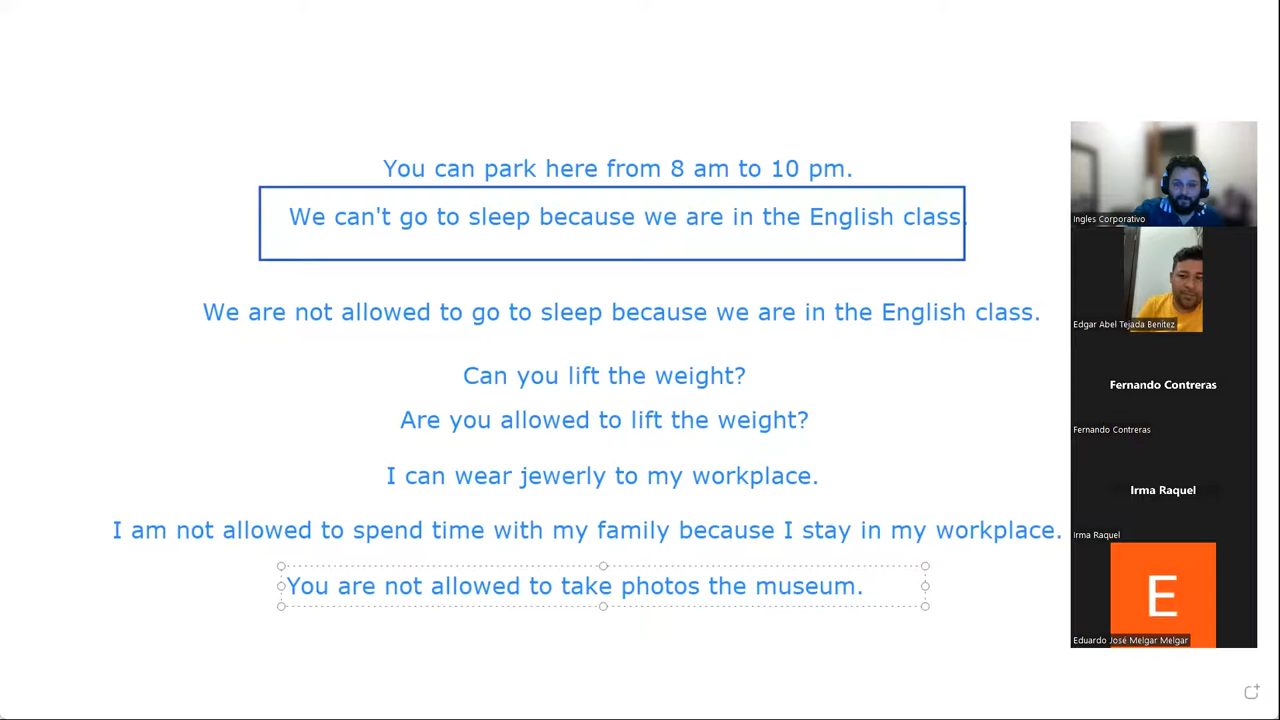 You can park here from 8 am to 10 pm.
We can't go to sleep because we are in the English class.
We are not allowed to go to sleep because we are in the English class.
Can you lift the weight?
Are you allowed to lift the weight?
I can wear jewerly to my workplace.
I am not allowed to spend time with my family because I stay in my workplace.
You are not allowed to take photos the museum.
Ingles Corporativo
Edgar Abel Tejada Benitez
Fernando Contreras
Fernando Contreras
Irma Raquel
Irma Raquel
E
Eduardo José Melgar Melgar